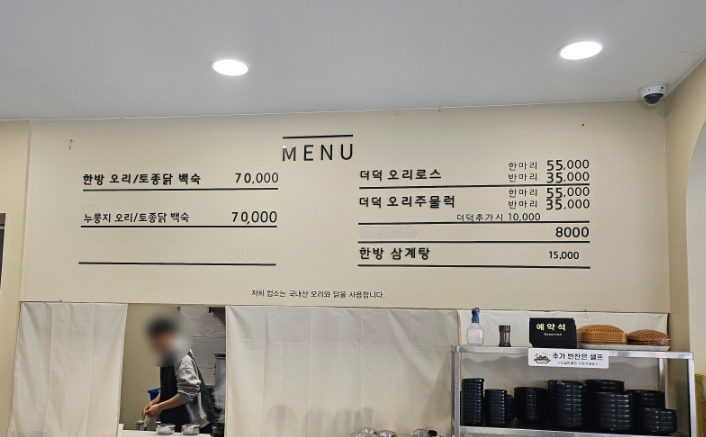 MENU
한방 오리/토종닭 백숙 70,000
누룽지 오리/토종닭 백숙 70,000
더덕 오리로스 한마리 55,000
반마리 35,000
더덕 오리주물럭 한마리 55,000
반마리 35,000
더덕추가시 10,000
8000
한방 삼계탕 15,000
저희 업소는 국내산 오리와 닭을 사용합니다.
예약석
Reserved
추가 반찬은 셀프